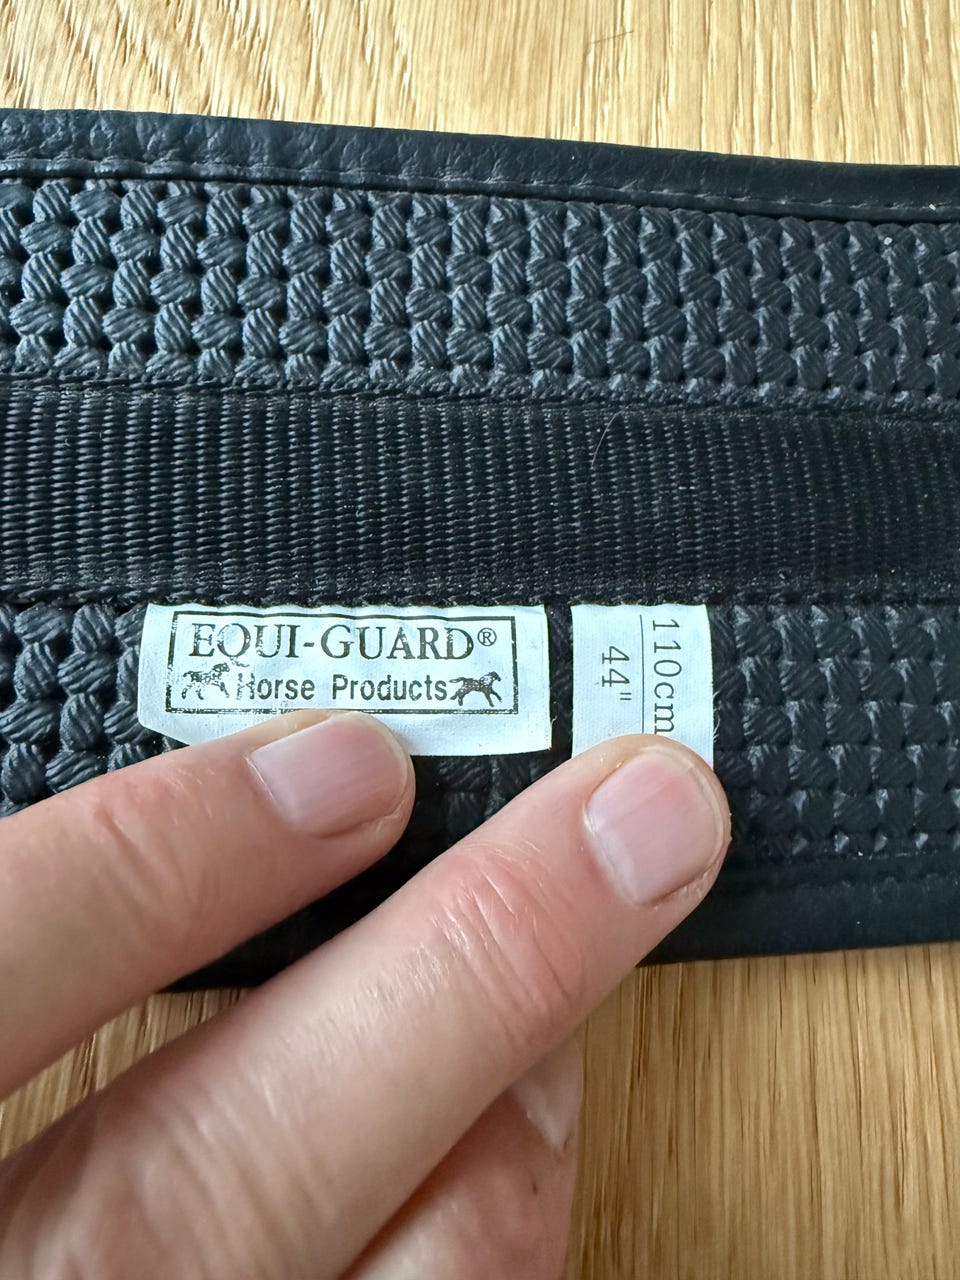 EQUI-GUARD®
Horse Products
110cm
44"